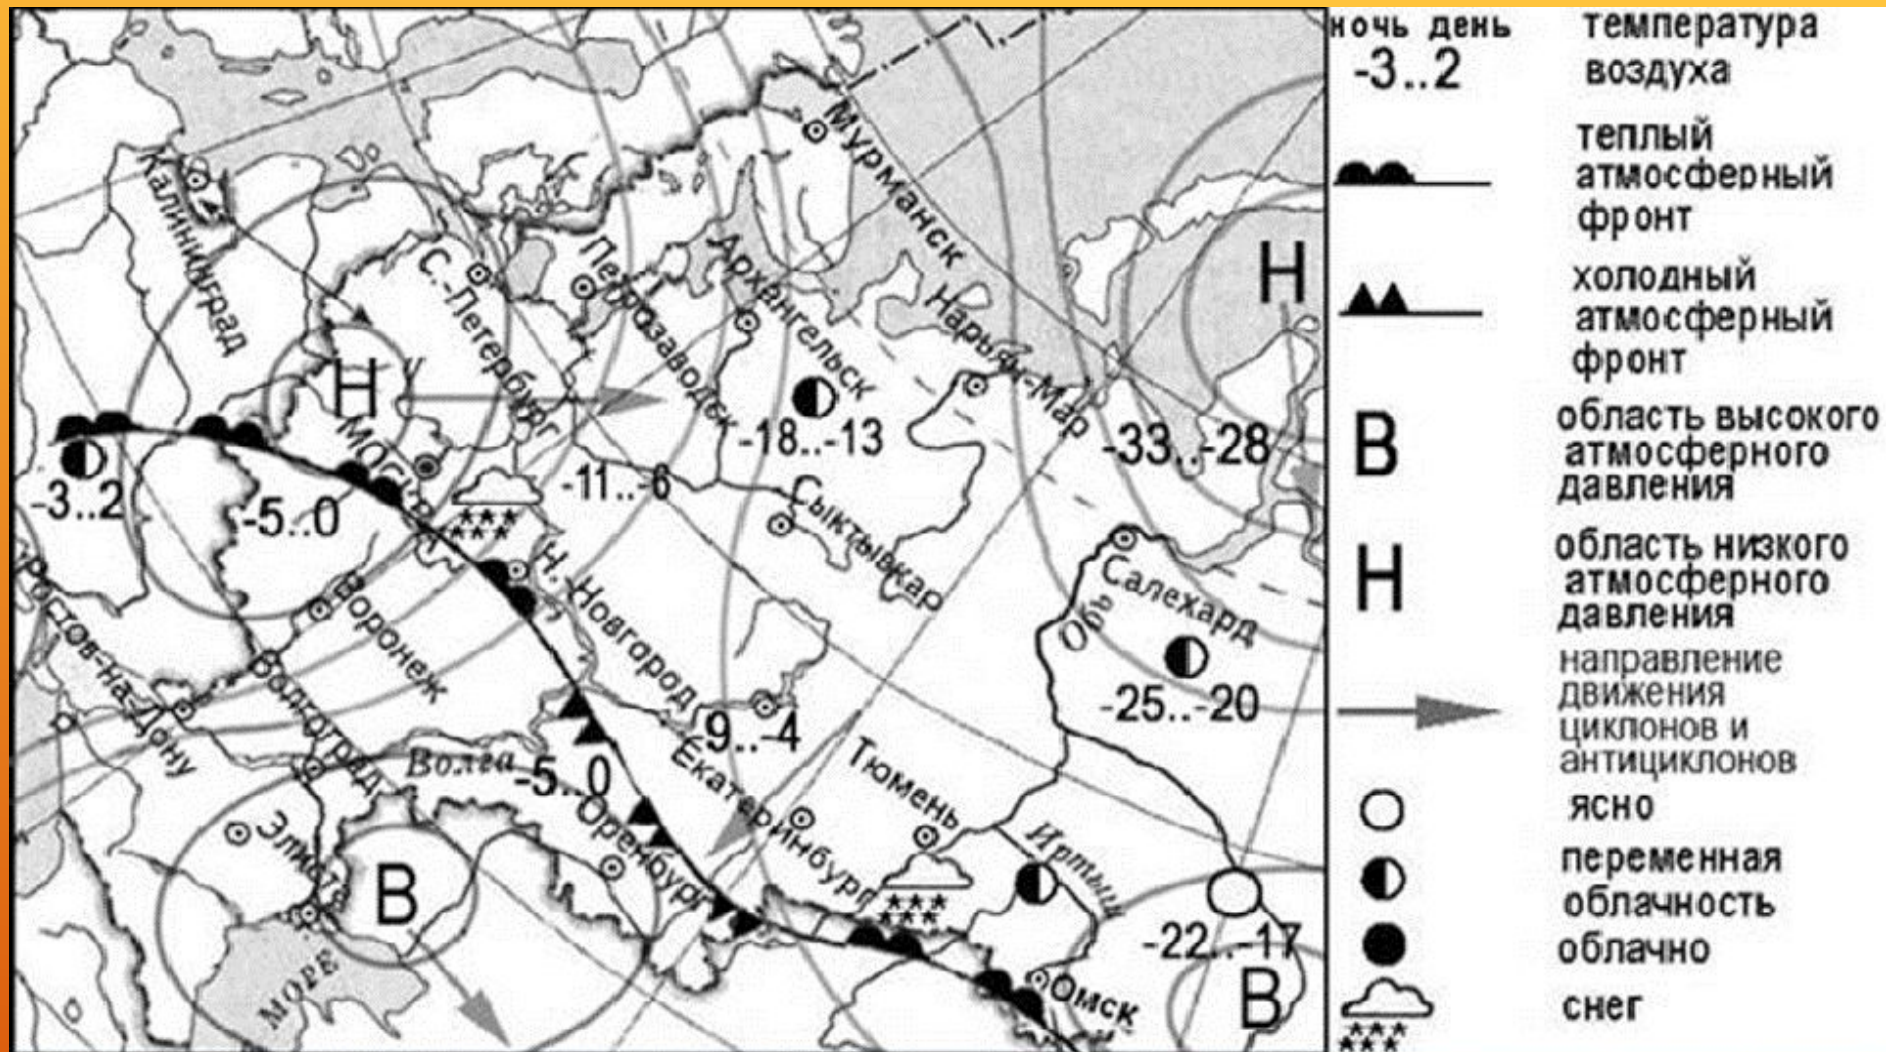 Мурманск
Калининград
С.-Петербург
Петрозаводск
Архангельск
Нарьян-Мар
Н
Н
Москва
-18..-13
-33..-28
-3..2
-5..0
-11..-6
Сыктывкар
Салехард
Обь
-25..-20
Н.-Новгород
Воронеж
Ростов-на-Дону
Волгоград
Волга
-9..-4
-5..0
Екатеринбург
Тюмень
Оренбург
Иртыш
Элиста
В
-22..-17
В
Омск
МОРЕ
ночь день
-3..2
температура
воздуха
теплый
атмосферный
фронт
холодный
атмосферный
фронт
В
область высокого
атмосферного
давления
Н
область низкого
атмосферного
давления
направление
движения
циклонов и
антициклонов
ясно
переменная
облачность
облачно
снег